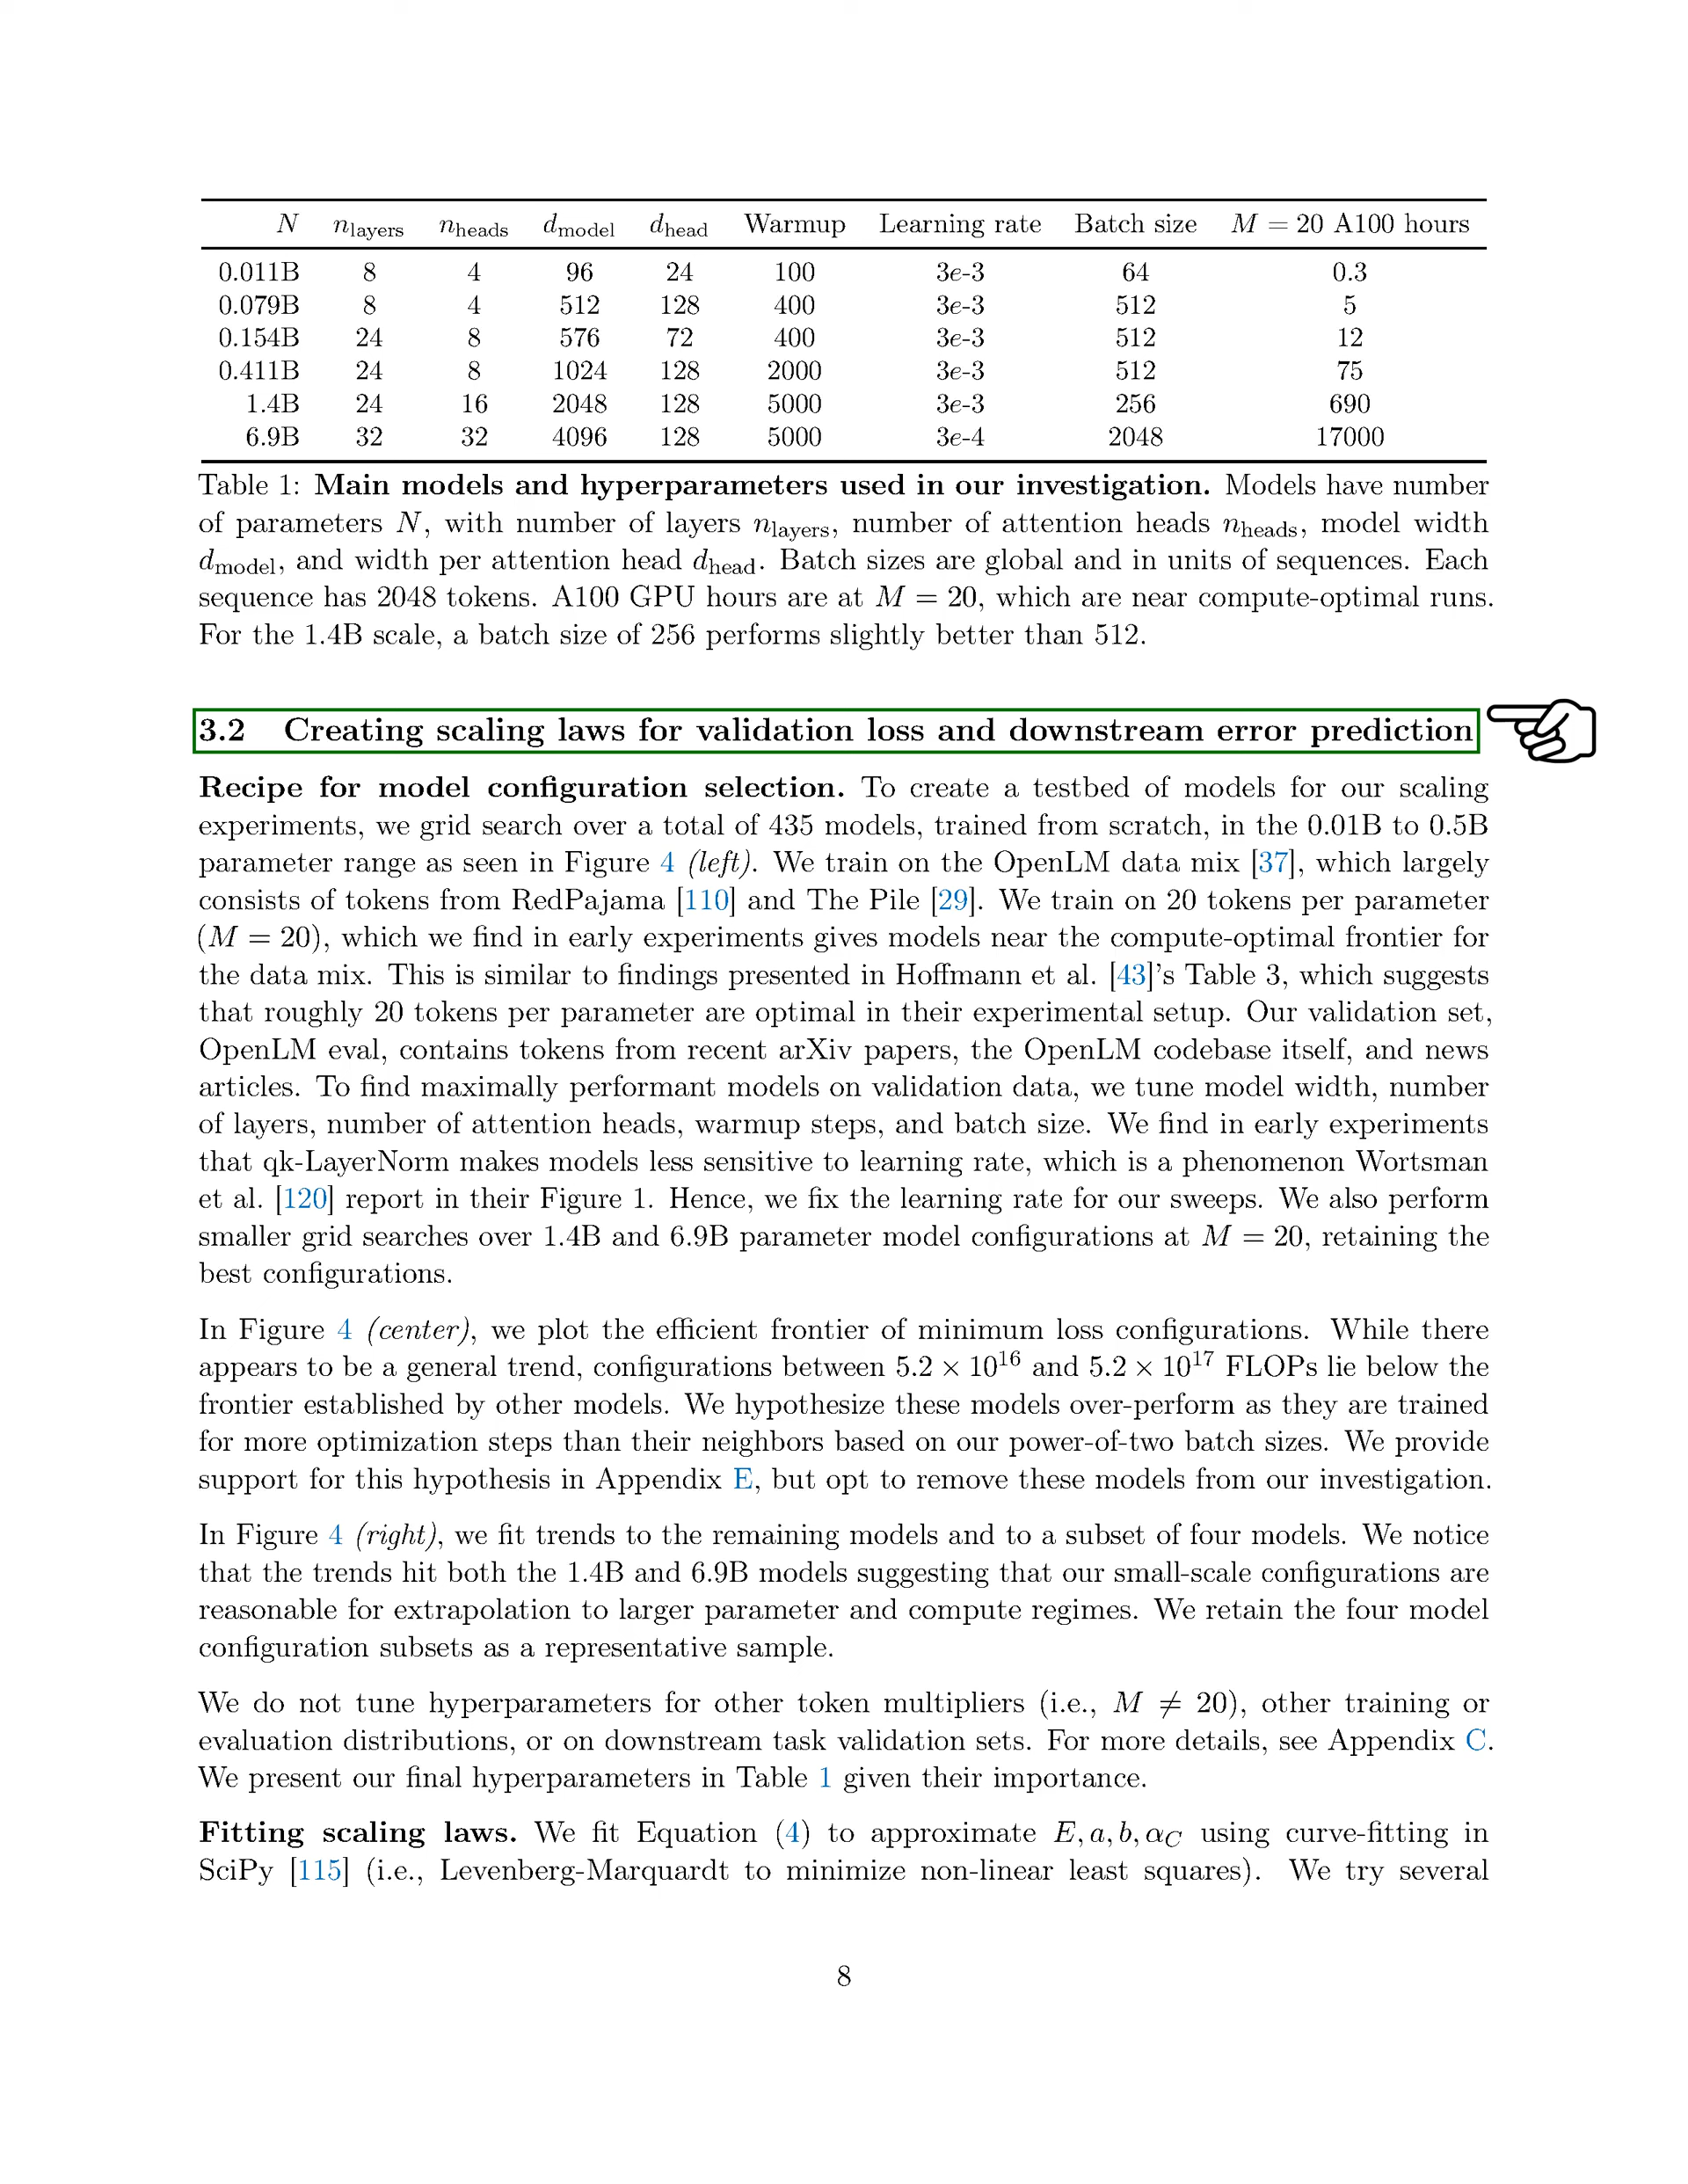 N n_layers n_heads d_model d_head Warmup Learning rate Batch size M = 20 A100 hours
0.011B 8 4 96 24 100 3e-3 64 0.3
0.079B 8 4 512 128 400 3e-3 512 5
0.154B 24 8 576 72 400 3e-3 512 12
0.411B 24 8 1024 128 2000 3e-3 512 75
1.4B 24 16 2048 128 5000 3e-3 256 690
6.9B 32 32 4096 128 5000 3e-4 2048 17000
Table 1: Main models and hyperparameters used in our investigation. Models have number
of parameters N, with number of layers n_layers, number of attention heads n_heads, model width
d_model, and width per attention head d_head. Batch sizes are global and in units of sequences. Each
sequence has 2048 tokens. A100 GPU hours are at M = 20, which are near compute-optimal runs.
For the 1.4B scale, a batch size of 256 performs slightly better than 512.
3.2 Creating scaling laws for validation loss and downstream error prediction
Recipe for model configuration selection. To create a testbed of models for our scaling
experiments, we grid search over a total of 435 models, trained from scratch, in the 0.01B to 0.5B
parameter range as seen in Figure 4 (left). We train on the OpenLM data mix [37], which largely
consists of tokens from RedPajama [110] and The Pile [29]. We train on 20 tokens per parameter
(M = 20), which we find in early experiments gives models near the compute-optimal frontier for
the data mix. This is similar to findings presented in Hoffmann et al. [43]'s Table 3, which suggests
that roughly 20 tokens per parameter are optimal in their experimental setup. Our validation set,
OpenLM eval, contains tokens from recent arXiv papers, the OpenLM codebase itself, and news
articles. To find maximally performant models on validation data, we tune model width, number
of layers, number of attention heads, warmup steps, and batch size. We find in early experiments
that qk-LayerNorm makes models less sensitive to learning rate, which is a phenomenon Wortsman
et al. [120] report in their Figure 1. Hence, we fix the learning rate for our sweeps. We also perform
smaller grid searches over 1.4B and 6.9B parameter model configurations at M = 20, retaining the
best configurations.
In Figure 4 (center), we plot the efficient frontier of minimum loss configurations. While there
appears to be a general trend, configurations between 5.2 × 10^16 and 5.2 × 10^17 FLOPs lie below the
frontier established by other models. We hypothesize these models over-perform as they are trained
for more optimization steps than their neighbors based on our power-of-two batch sizes. We provide
support for this hypothesis in Appendix E, but opt to remove these models from our investigation.
In Figure 4 (right), we fit trends to the remaining models and to a subset of four models. We notice
that the trends hit both the 1.4B and 6.9B models suggesting that our small-scale configurations are
reasonable for extrapolation to larger parameter and compute regimes. We retain the four model
configuration subsets as a representative sample.
We do not tune hyperparameters for other token multipliers (i.e., M ≠ 20), other training or
evaluation distributions, or on downstream task validation sets. For more details, see Appendix C.
We present our final hyperparameters in Table 1 given their importance.
Fitting scaling laws. We fit Equation (4) to approximate E, a, b, α_C using curve-fitting in
SciPy [115] (i.e., Levenberg-Marquardt to minimize non-linear least squares). We try several
8